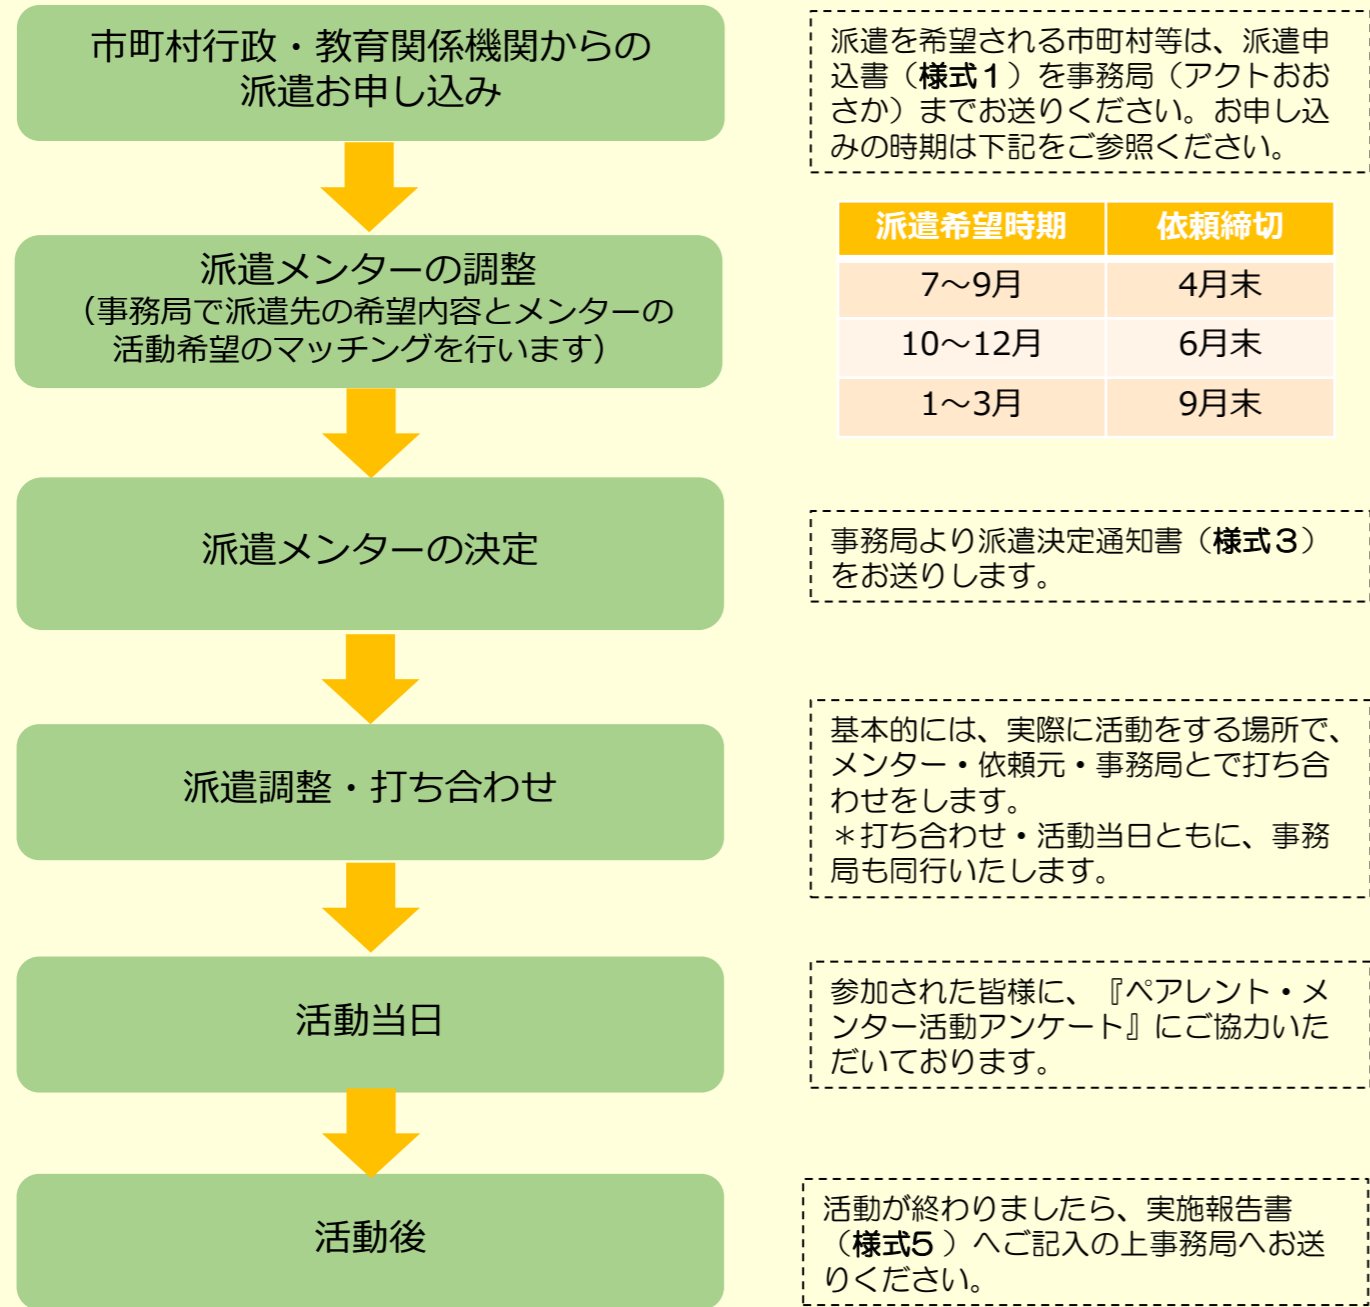 市町村行政・教育関係機関からの
派遣お申し込み
派遣を希望される市町村等は、派遣申
込書（様式１）を事務局（アクトおお
さか）までお送りください。お申し込
みの時期は下記をご参照ください。
派遣希望時期 依頼締切
7～9月 4月末
10～12月 6月末
1～3月 9月末
派遣メンターの調整
（事務局で派遣先の希望内容とメンターの
活動希望のマッチングを行います）
派遣メンターの決定
事務局より派遣決定通知書（様式３）
をお送りします。
派遣調整・打ち合わせ
基本的には、実際に活動をする場所で、
メンター・依頼元・事務局とで打ち合
わせをします。
＊打ち合わせ・活動当日ともに、事務
局も同行いたします。
活動当日
参加された皆様に、『ペアレント・メ
ンター活動アンケート』にご協力いた
だいております。
活動後
活動が終わりましたら、実施報告書
（様式5 ）へご記入の上事務局へお送
りください。